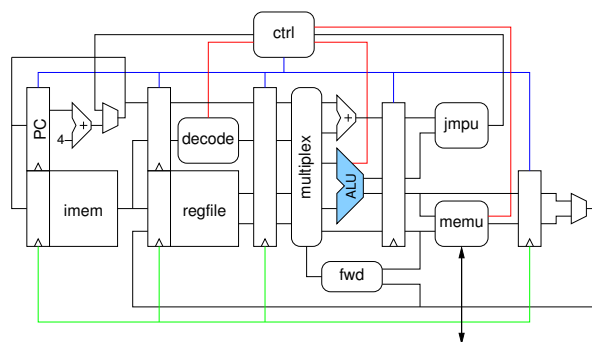 ctrl
PC
4
+
decode
multiplex
+
ALU
jmpu
imem
regfile
memu
fwd